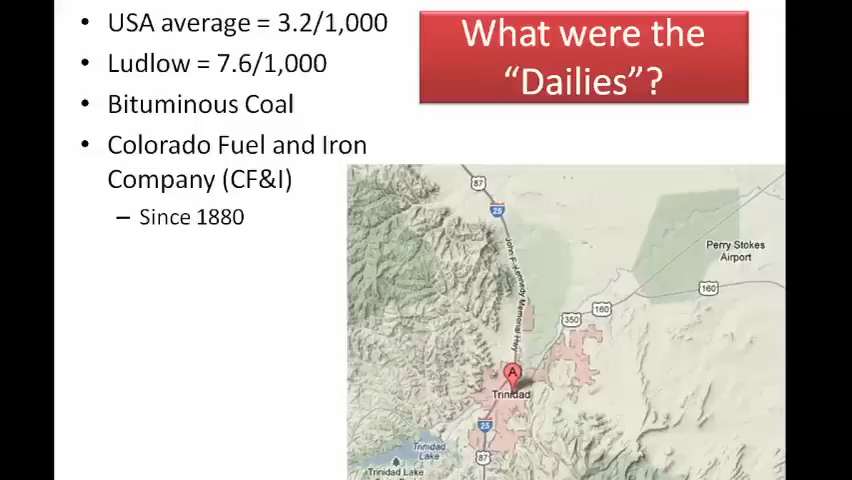 • USA average = 3.2/1,000
• Ludlow = 7.6/1,000
• Bituminous Coal
• Colorado Fuel and Iron
Company (CF&I)
– Since 1880
What were the
“Dailies”?
87
25
John F Kennedy Memorial Hwy
Perry Stokes
Airport
160
160
350
A
Trinidad
25
Trinidad
Lake
87
Trinidad Lake